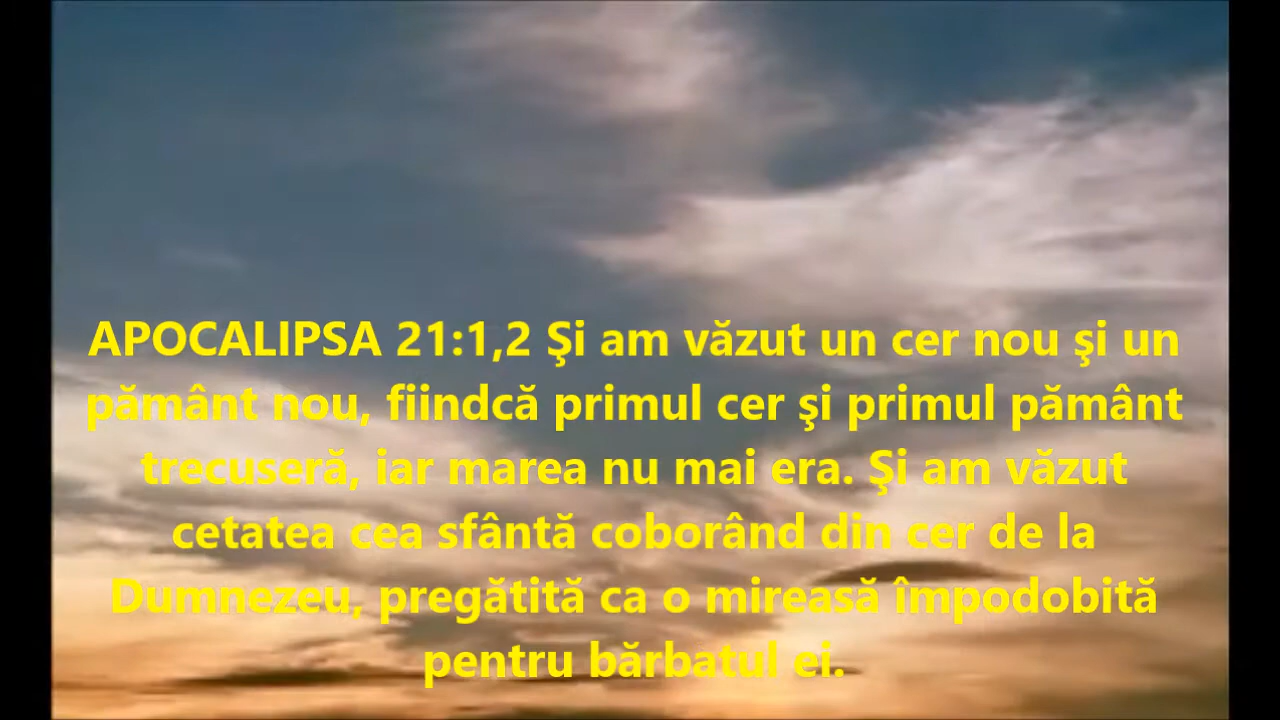 APOCALIPSA 21:1,2 Şi am văzut un cer nou şi un
pământ nou, fiindcă primul cer şi primul pământ
trecuseră, iar marea nu mai era. Şi am văzut
cetatea cea sfântă coborând din cer de la
Dumnezeu, pregătită ca o mireasă împodobită
pentru bărbatul ei.